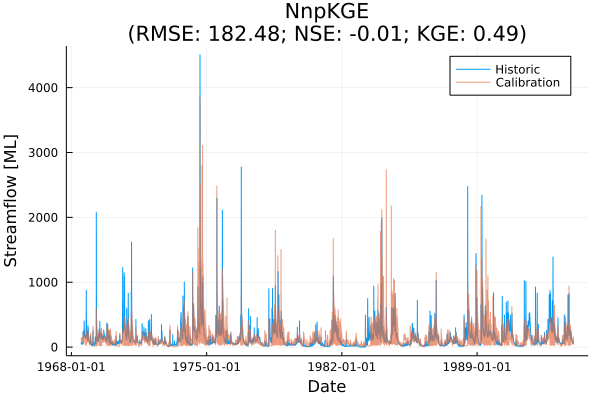 NnpKGE
(RMSE: 182.48; NSE: -0.01; KGE: 0.49)
Historic
Calibration
Streamflow [ML]
4000
3000
2000
1000
0
1968-01-01 1975-01-01 1982-01-01 1989-01-01
Date